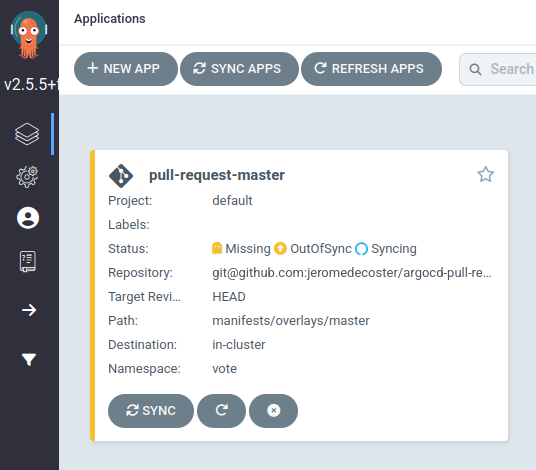 Applications
v2.5.5+
NEW APP SYNC APPS REFRESH APPS Search
pull-request-master
Project: default
Labels:
Status: Missing OutOfSync Syncing
Repository: git@github.com:jeromedecoster/argocd-pull-re...
Target Revi... HEAD
Path: manifests/overlays/master
Destination: in-cluster
Namespace: vote
SYNC